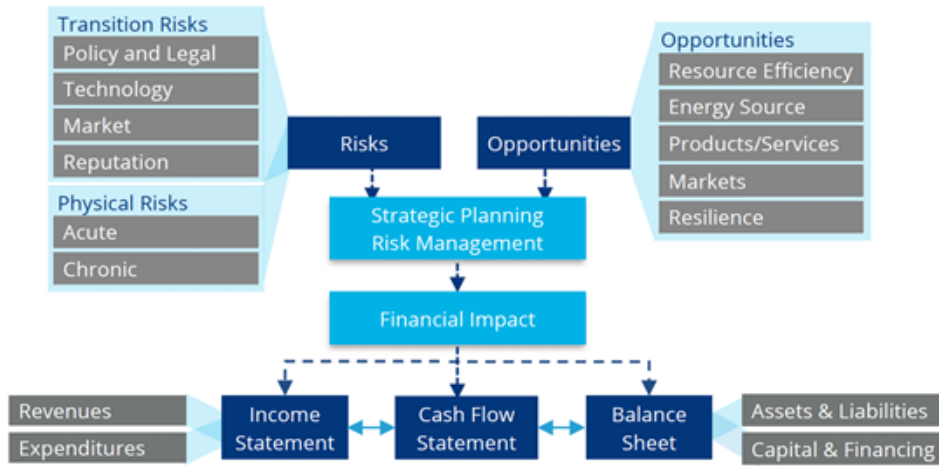 Transition Risks
Policy and Legal
Technology
Market
Reputation
Physical Risks
Acute
Chronic
Risks
Opportunities
Opportunities
Resource Efficiency
Energy Source
Products/Services
Markets
Resilience
Strategic Planning
Risk Management
Financial Impact
Revenues
Expenditures
Income
Statement
Cash Flow
Statement
Balance
Sheet
Assets & Liabilities
Capital & Financing